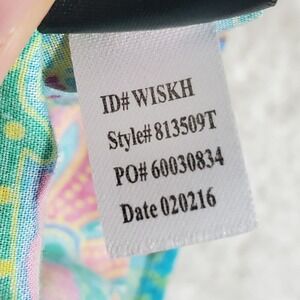 ID# WISKH
Style# 813509T
PO# 60030834
Date 020216